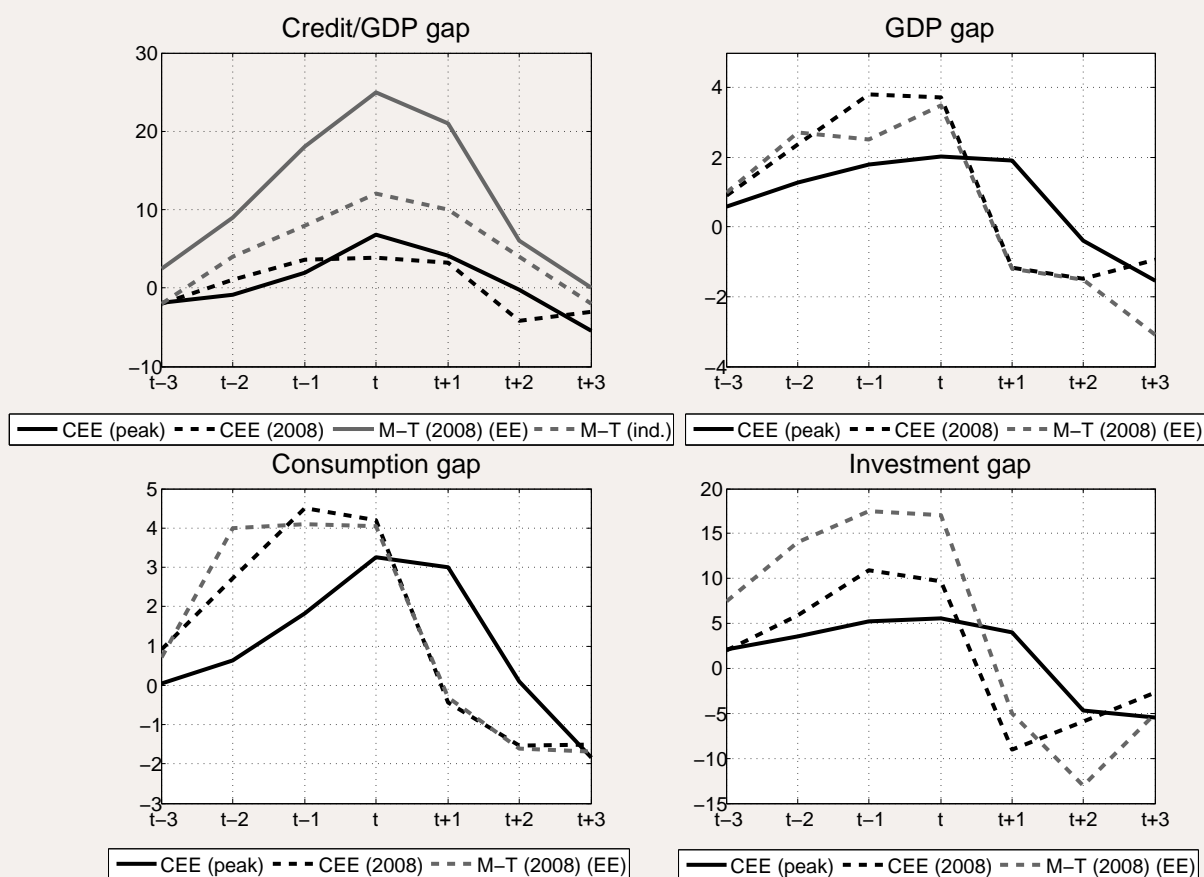 Credit/GDP gap
30
20
10
0
−10
t−3 t−2 t−1 t t+1 t+2 t+3
CEE (peak) CEE (2008) M−T (2008) (EE) M−T (ind.)
GDP gap
4
2
0
−2
−4
t−3 t−2 t−1 t t+1 t+2 t+3
CEE (peak) CEE (2008) M−T (2008) (EE)
Consumption gap
5
4
3
2
1
0
−1
−2
−3
t−3 t−2 t−1 t t+1 t+2 t+3
CEE (peak) CEE (2008) M−T (2008) (EE)
Investment gap
20
15
10
5
0
−5
−10
−15
t−3 t−2 t−1 t t+1 t+2 t+3
CEE (peak) CEE (2008) M−T (2008) (EE)